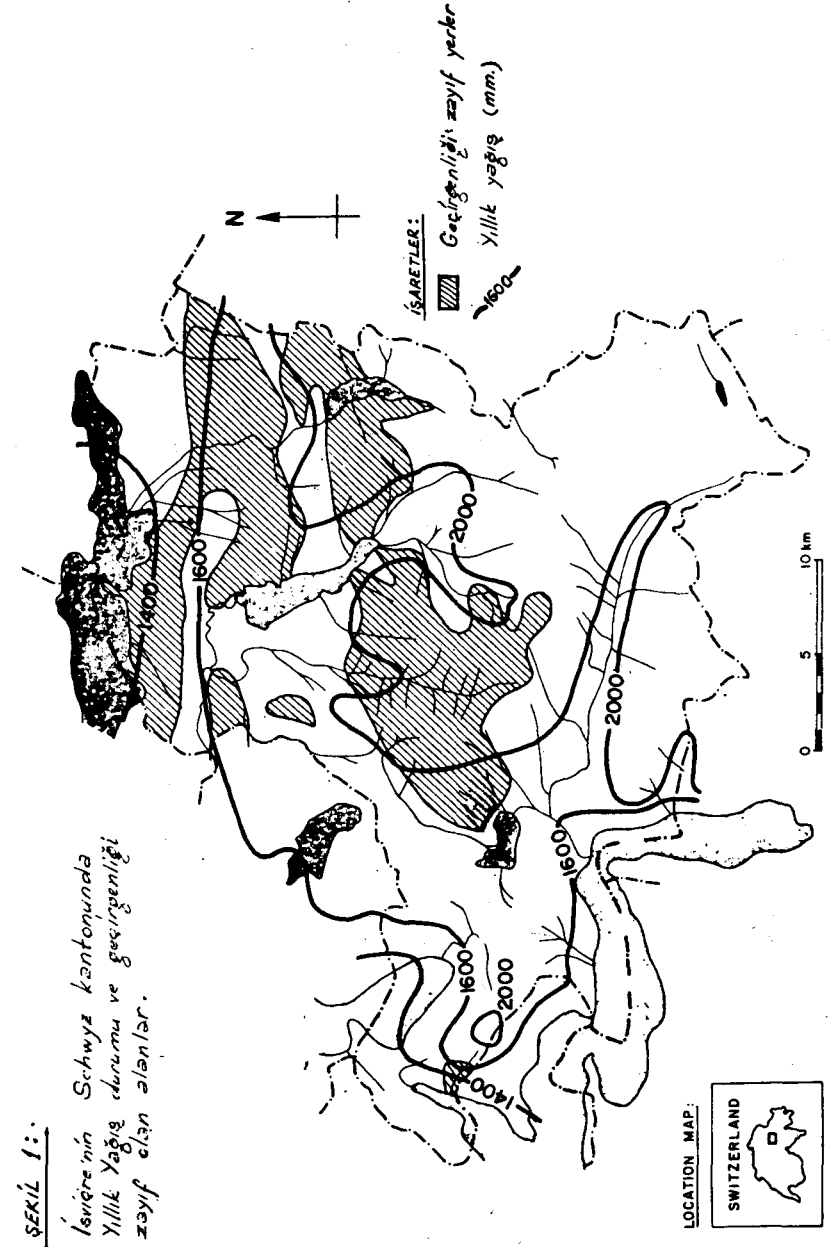 ŞEKİL 1:.
İsviçre'nin Schwyz kantonunda
Yıllık Yağış durumu ve geçirgenliği
zayıf olan alanlar.
N
İŞARETLER:
Geçirgenliği zayıf yerler
1600 Yıllık yağış (mm.)
1400
1600
2000
2000
1600
1600
2000
1400
0 5 10 km
LOCATION MAP:
SWITZERLAND